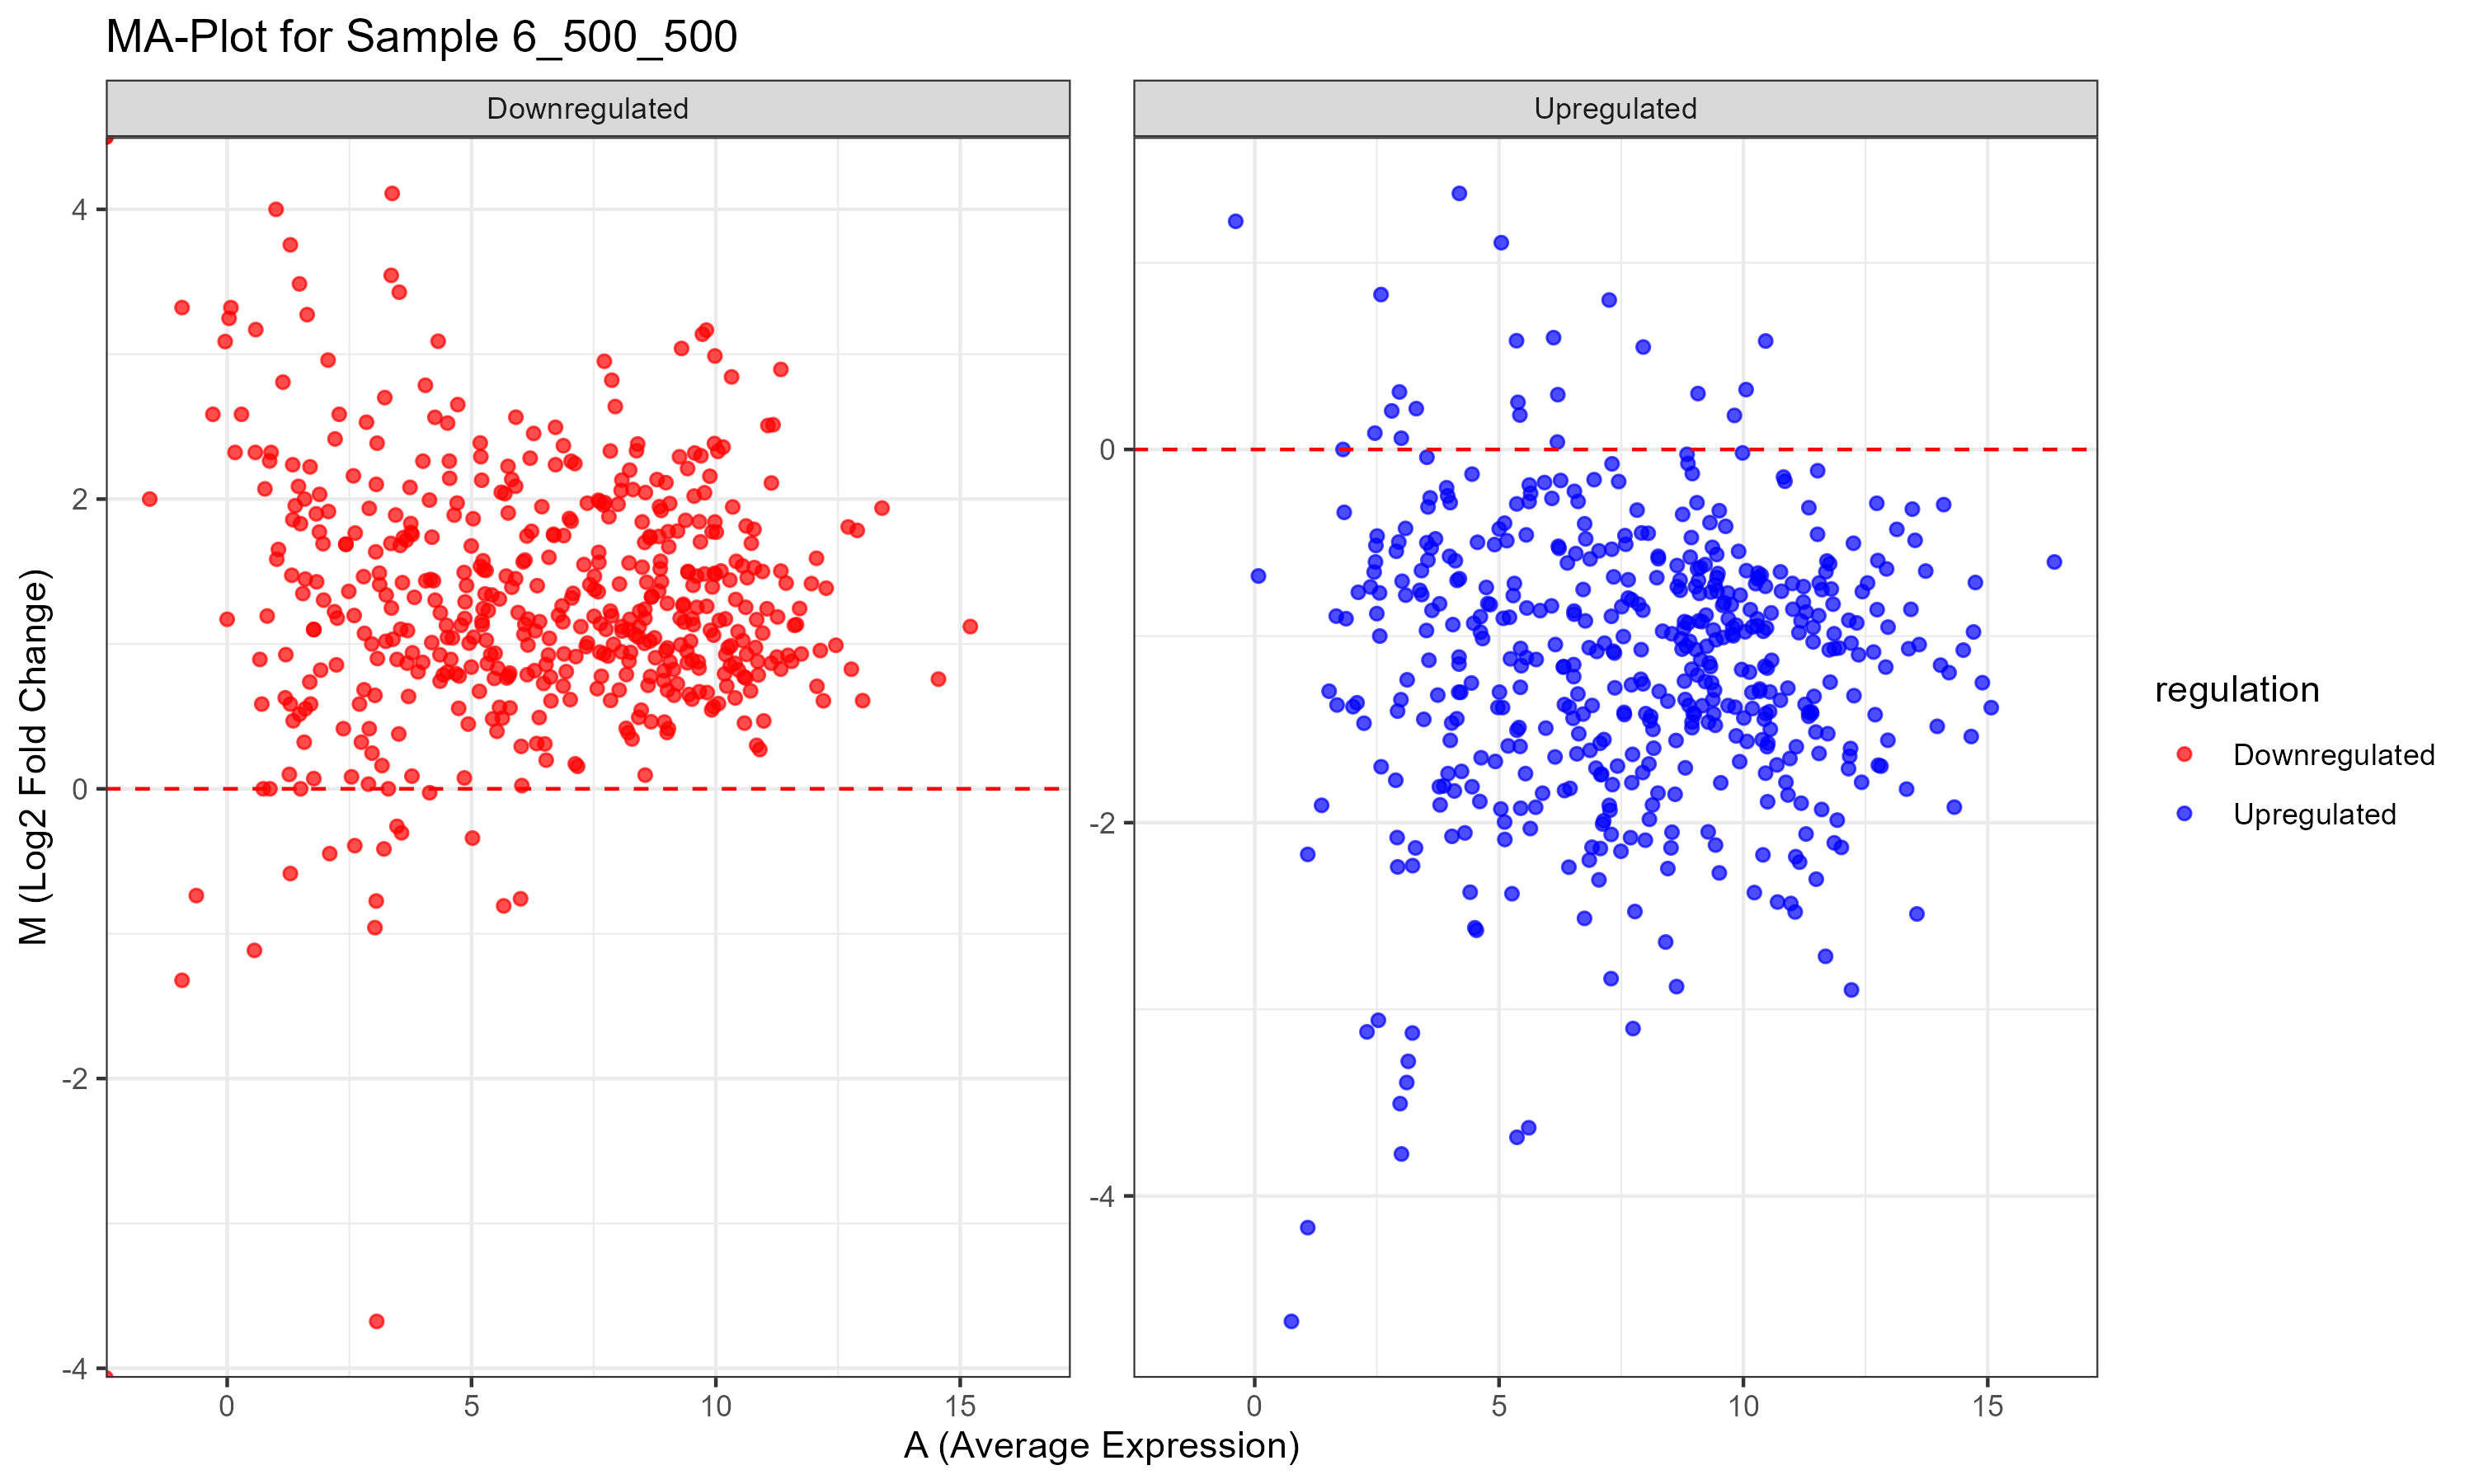 MA-Plot for Sample 6_500_500
Downregulated
Upregulated
M (Log2 Fold Change)
4
2
0
-2
-4
0
-2
-4
0
5
10
15
0
5
10
15
A (Average Expression)
regulation
Downregulated
Upregulated